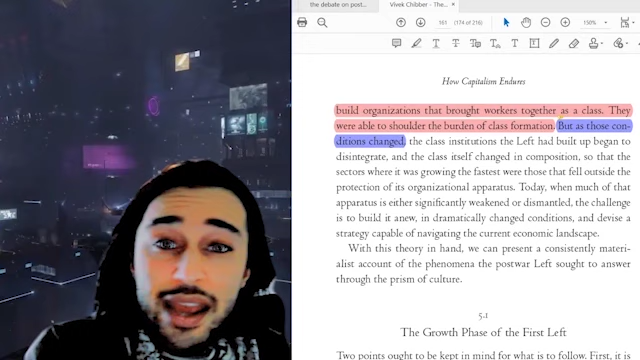 the debate on post...
Vivek Chibber - The...
161 (174 of 216)
150%
How Capitalism Endures
build organizations that brought workers together as a class. They
were able to shoulder the burden of class formation. But as those con-
ditions changed, the class institutions the Left had built up began to
disintegrate, and the class itself changed in composition, so that the
sectors where it was growing the fastest were those that fell outside the
protection of its organizational apparatus. Today, when much of that
apparatus is either significantly weakened or dismantled, the challenge
is to build it anew, in dramatically changed conditions, and devise a
strategy capable of navigating the current economic landscape.
With this theory in hand, we can present a consistently materi-
alist account of the phenomena the postwar Left sought to answer
through the prism of culture.
5.1
The Growth Phase of the First Left
Two points ought to be kept in mind for what is to follow. First, it is